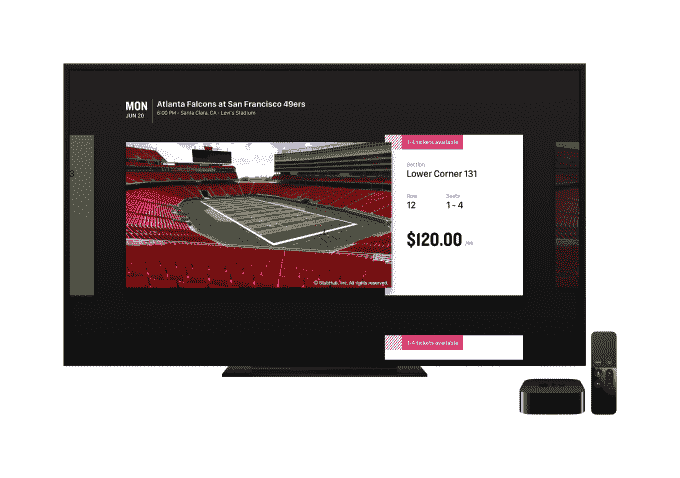 MON
JUN 20
Atlanta Falcons at San Francisco 49ers
6:00 PM - Santa Clara, CA - Levi's Stadium
1-4 tickets available
Section
Lower Corner 131
Row
Seats
12
1 - 4
$120.00
/ea
© StubHub, Inc. All rights reserved.
1-4 tickets available